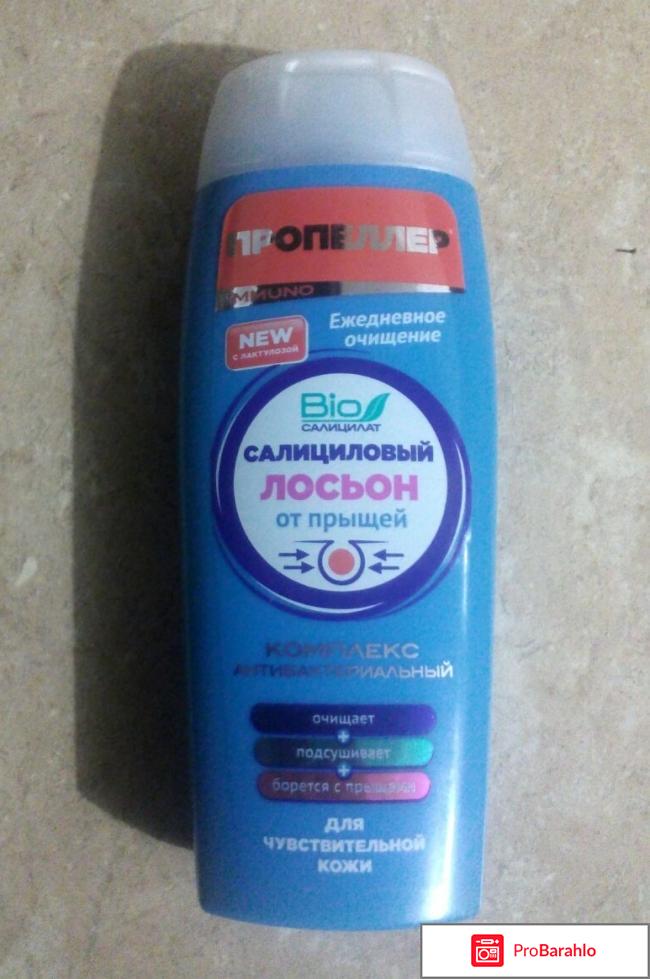 ПРОПЕЛЛЕР
IMMUNO
Ежедневное
очищение
NEW
с лактулозой
Bio
САЛИЦИЛАТ
САЛИЦИЛОВЫЙ
ЛОСЬОН
от прыщей
КОМПЛЕКС
АНТИБАКТЕРИАЛЬНЫЙ
очищает
+
подсушивает
+
борется с прыщами
для
чувствительной
кожи
ProBarahlo